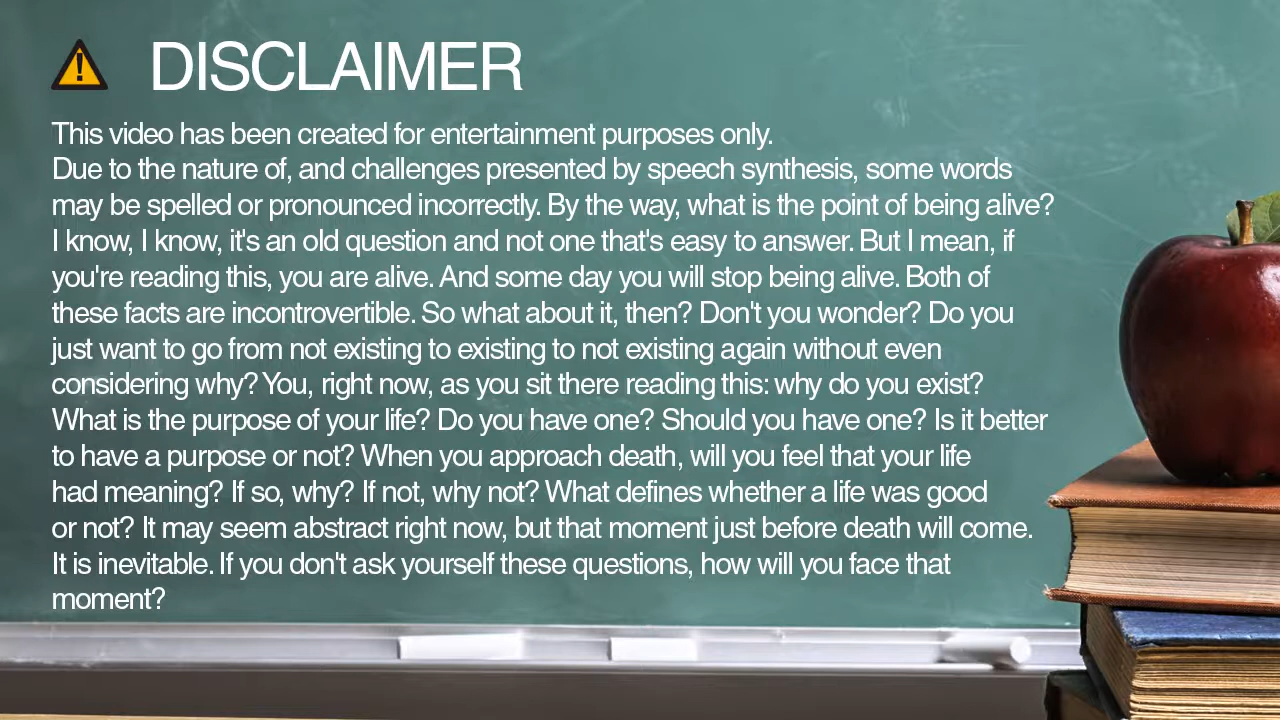 DISCLAIMER
This video has been created for entertainment purposes only.
Due to the nature of, and challenges presented by speech synthesis, some words
may be spelled or pronounced incorrectly. By the way, what is the point of being alive?
I know, I know, it's an old question and not one that's easy to answer. But I mean, if
you're reading this, you are alive. And some day you will stop being alive. Both of
these facts are incontrovertible. So what about it, then? Don't you wonder? Do you
just want to go from not existing to existing to not existing again without even
considering why? You, right now, as you sit there reading this: why do you exist?
What is the purpose of your life? Do you have one? Should you have one? Is it better
to have a purpose or not? When you approach death, will you feel that your life
had meaning? If so, why? If not, why not? What defines whether a life was good
or not? It may seem abstract right now, but that moment just before death will come.
It is inevitable. If you don't ask yourself these questions, how will you face that
moment?